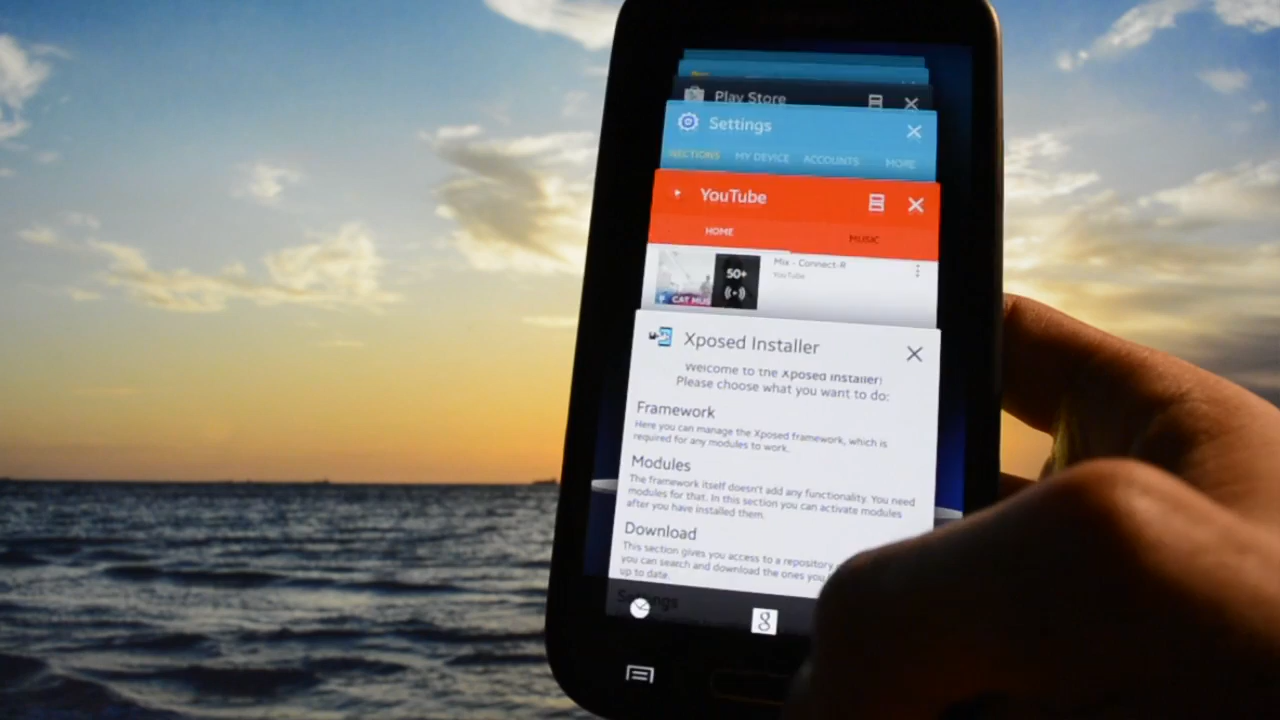 Play Store
Settings
NECTIONS MY DEVICE ACCOUNTS MORE
YouTube
HOME MUSIC
Mix - Connect-R
YouTube
50+
CAT MUS
Xposed Installer
Welcome to the Xposed Installer!
Please choose what you want to do:
Framework
Here you can manage the Xposed framework, which is
required for any modules to work.
Modules
The framework itself doesn't add any functionality. You need
modules for that. In this section you can activate modules
after you have installed them.
Download
This section gives you access to a repository
you can search and download the ones you
up to date.
Settings
g